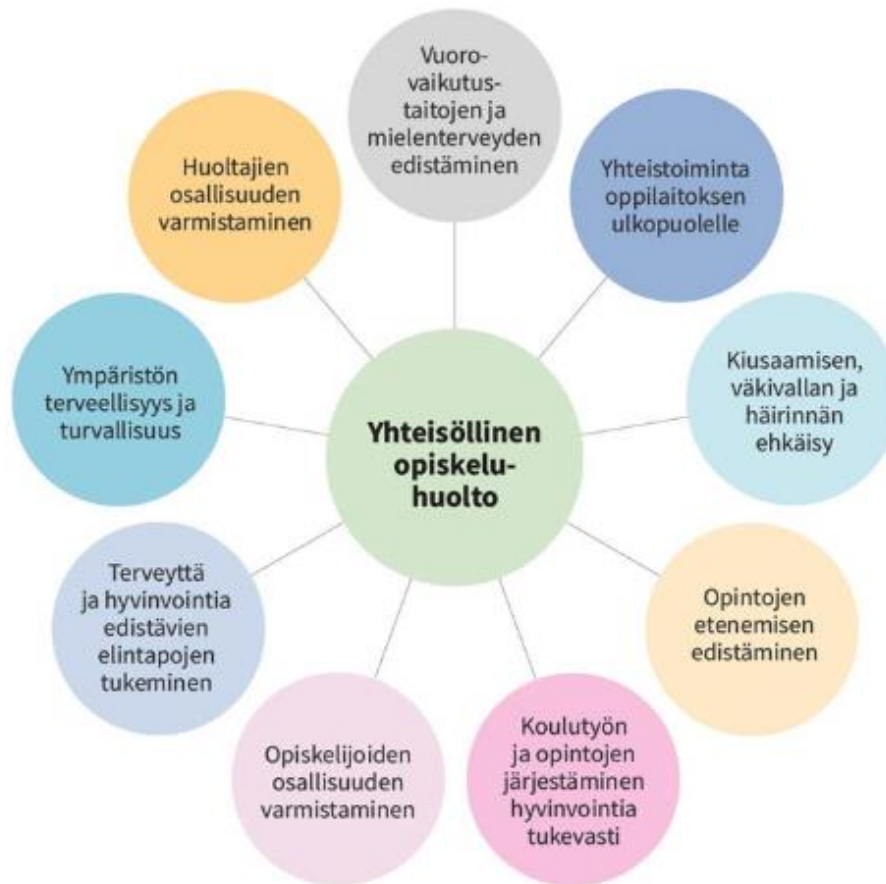 Vuoro-
vaikutus-
taitojen ja
mielenterveyden
edistäminen
Yhteistoiminta
oppilaitoksen
ulkopuolelle
Kiusaamisen,
väkivallan ja
häirinnän
ehkäisy
Opintojen
etenemisen
edistäminen
Koulutyön
ja opintojen
järjestäminen
hyvinvointia
tukevasti
Opiskelijoiden
osallisuuden
varmistaminen
Terveyttä
ja hyvinvointia
edistävien
elintapojen
tukeminen
Ympäristön
terveellisyys ja
turvallisuus
Huoltajien
osallisuuden
varmistaminen
Yhteisöllinen
opiskelu-
huolto